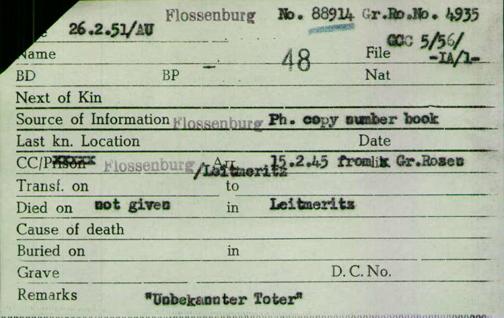 Flossenburg No. 88914 Gr.Ro.No. 4935
26.2.51/AU
GCC 5/56/
Name 48 File -IA/1-
BD BP - Nat
Next of Kin
Source of Information Flossenburg Ph. copy number book
Last kn. Location Date
CC/Prison Flossenburg /Leitmeritz Arr. 15.2.45 from Gr.Rosen
Transf. on to
Died on not given in Leitmeritz
Cause of death
Buried on in
Grave D.C.No.
Remarks "Unbekannter Toter"